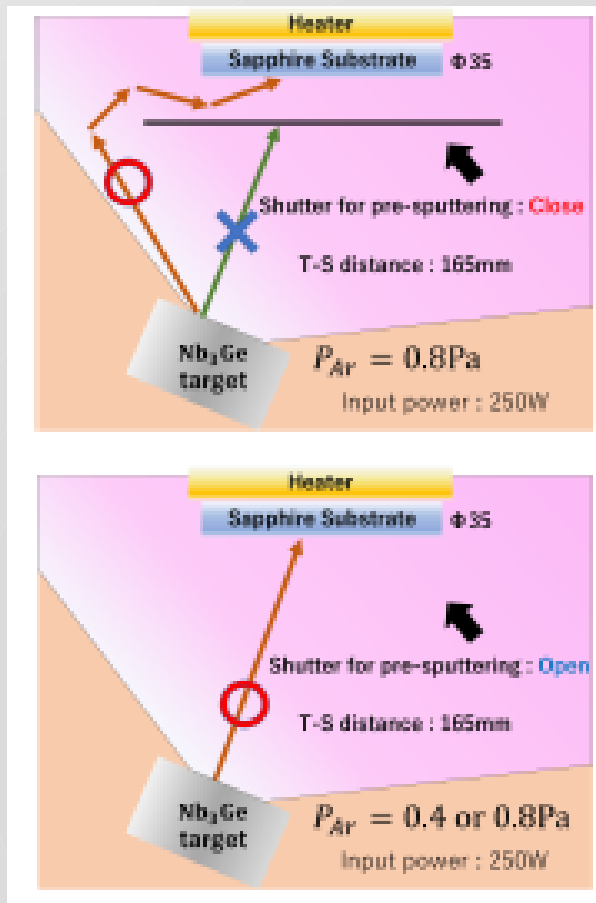 Heater
Sapphire Substrate Φ35
Shutter for pre-sputtering : Close
T-S distance : 165mm
Nb₃Ge
target
P_Ar = 0.8Pa
Input power : 250W
Heater
Sapphire Substrate Φ35
Shutter for pre-sputtering : Open
T-S distance : 165mm
Nb₃Ge
target
P_Ar = 0.4 or 0.8Pa
Input power : 250W